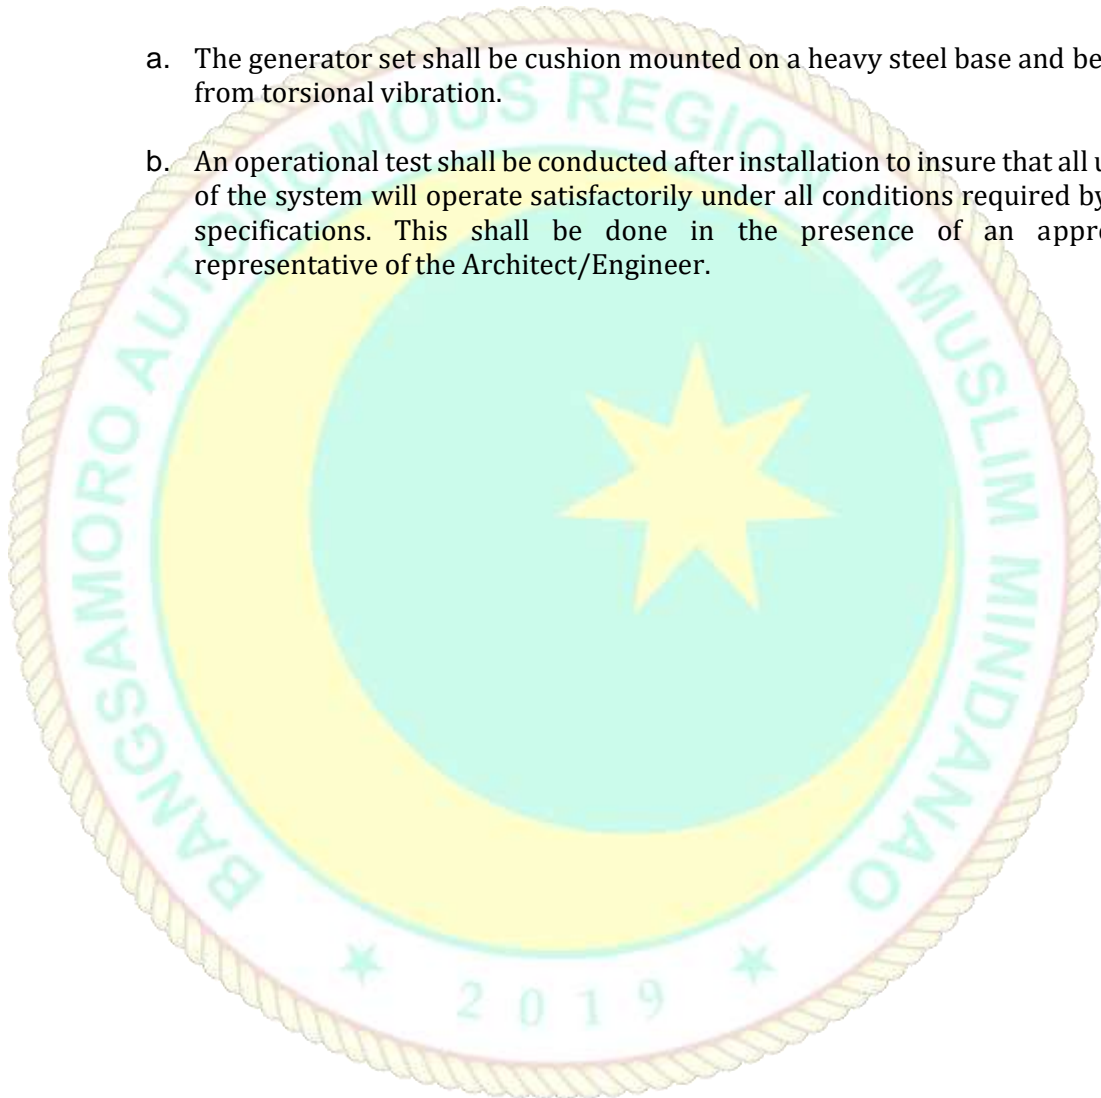 a. The generator set shall be cushion mounted on a heavy steel base and be
from torsional vibration.
b. An operational test shall be conducted after installation to insure that all
of the system will operate satisfactorily under all conditions required by
specifications. This shall be done in the presence of an
representative of the Architect/Engineer.
BANGSAMORO AUTONOMOUS REGION IN MUSLIM MINDANAO
2019